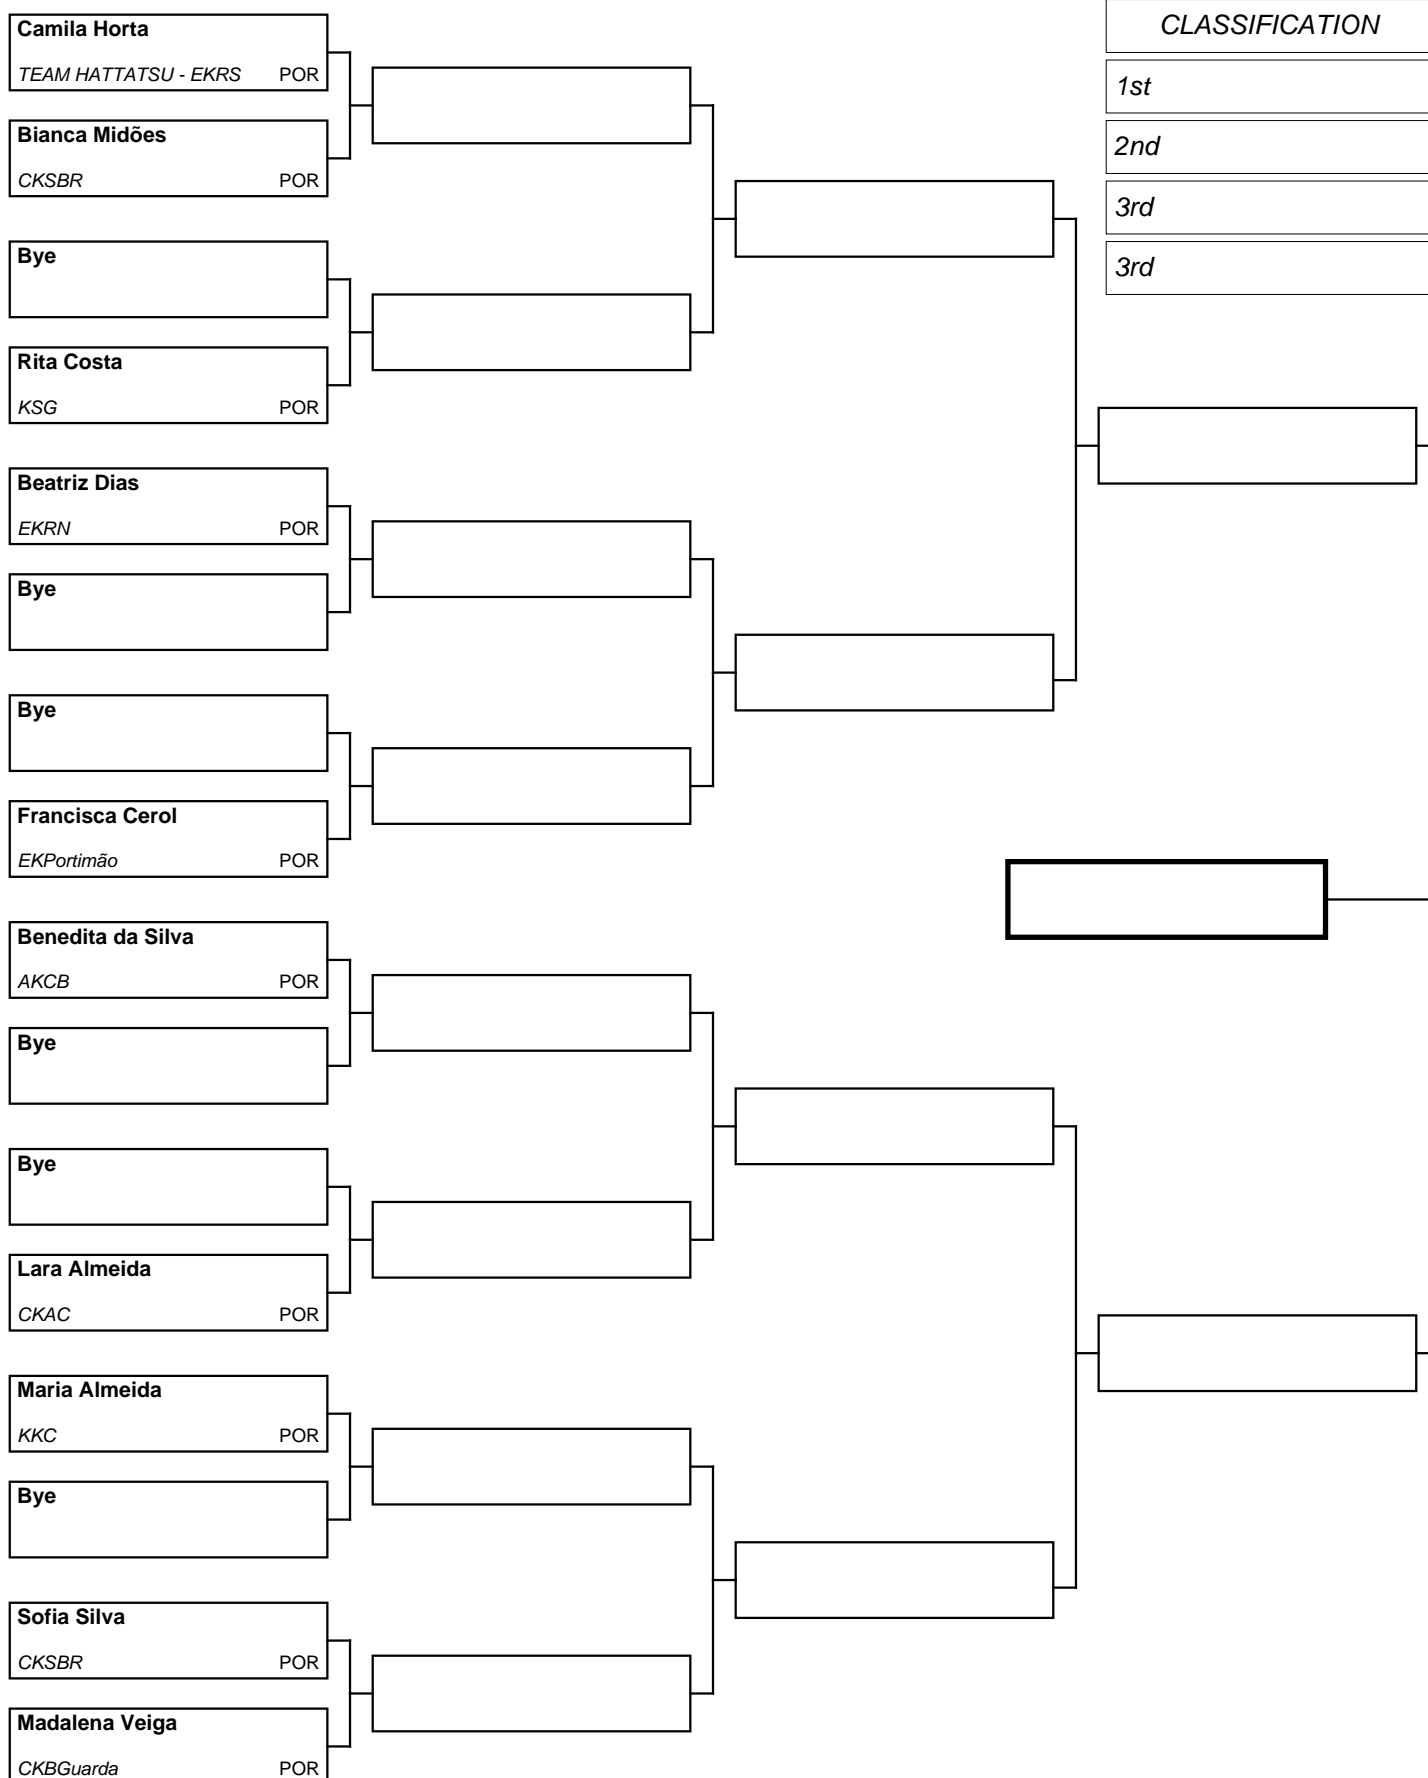 Camila Horta
TEAM HATTATSU - EKRS POR
Bianca Midões
CKSBR POR
Bye
Rita Costa
KSG POR
Beatriz Dias
EKRN POR
Bye
Bye
Francisca Cerol
EKPortimão POR
Benedita da Silva
AKCB POR
Bye
Bye
Lara Almeida
CKAC POR
Maria Almeida
KKC POR
Bye
Sofia Silva
CKSBR POR
Madalena Veiga
CKBGuarda POR
CLASSIFICATION
1st
2nd
3rd
3rd